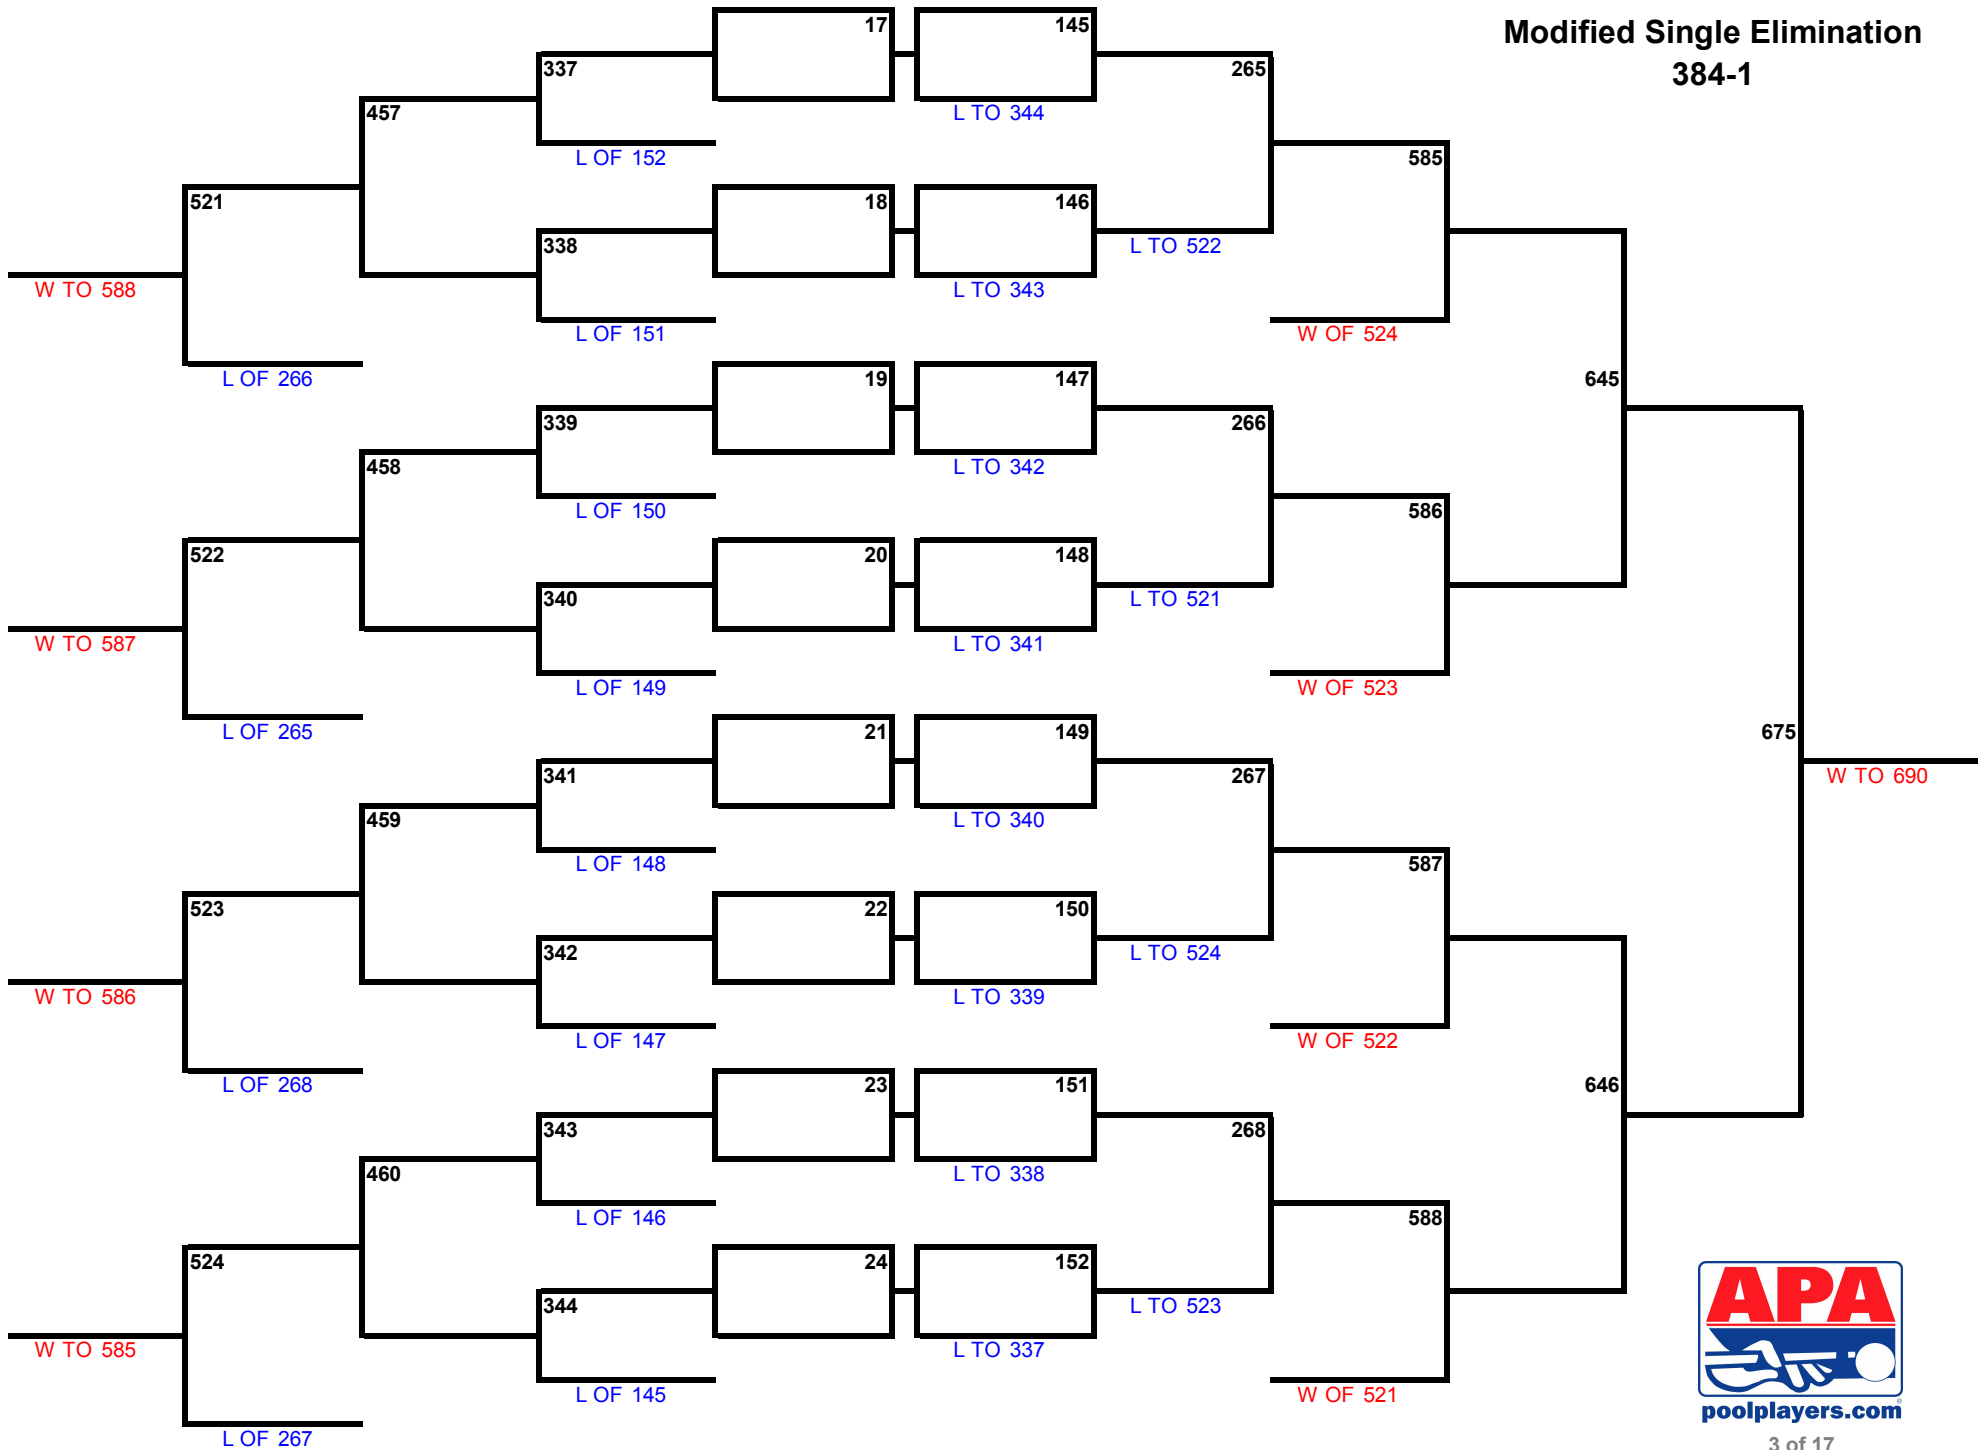 Modified Single Elimination
384-1
17 145
337 265
457 L TO 344
L OF 152 585
521 18 146
338 L TO 522
W TO 588 L TO 343
L OF 151 W OF 524
L OF 266 19 147 645
339 266
458 L TO 342
L OF 150 586
522 20 148
340 L TO 521
W TO 587 L TO 341
L OF 149 W OF 523
L OF 265 21 149 675
341 267 W TO 690
459 L TO 340
L OF 148 587
523 22 150
342 L TO 524
W TO 586 L TO 339
L OF 147 W OF 522
L OF 268 23 151 646
343 268
460 L TO 338
L OF 146 588
524 24 152
344 L TO 523
W TO 585 L TO 337
L OF 145 W OF 521
L OF 267
APA
poolplayers.com
3 of 17